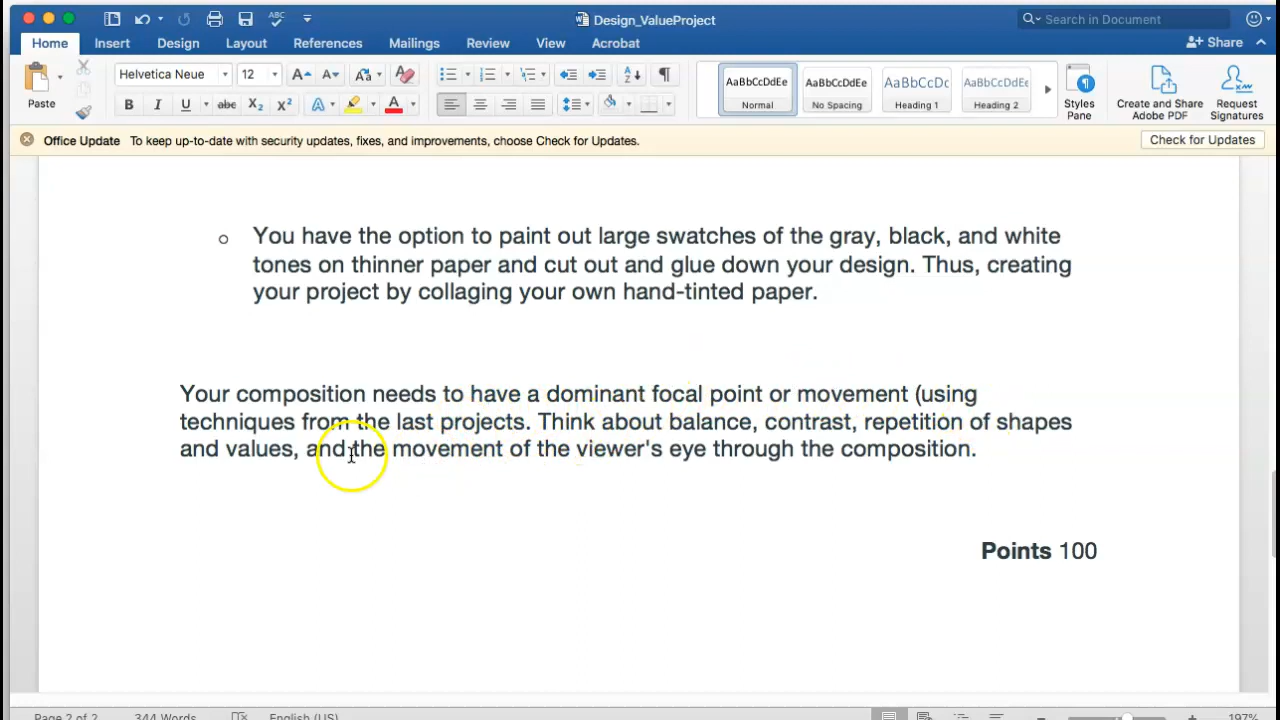 Design_ValueProject
Search in Document
Home Insert Design Layout References Mailings Review View Acrobat
Share
Paste
Helvetica Neue 12
AaBbCcDdEe AaBbCcDdEe AaBbCcDc AaBbCcDdEe
Normal No Spacing Heading 1 Heading 2
Styles Pane
Create and Share Adobe PDF
Request Signatures
Office Update To keep up-to-date with security updates, fixes, and improvements, choose Check for Updates.
Check for Updates
o You have the option to paint out large swatches of the gray, black, and white
tones on thinner paper and cut out and glue down your design. Thus, creating
your project by collaging your own hand-tinted paper.
Your composition needs to have a dominant focal point or movement (using
techniques from the last projects. Think about balance, contrast, repetition of shapes
and values, and the movement of the viewer's eye through the composition.
Points 100
Page 2 of 2 344 Words English (US) 197%